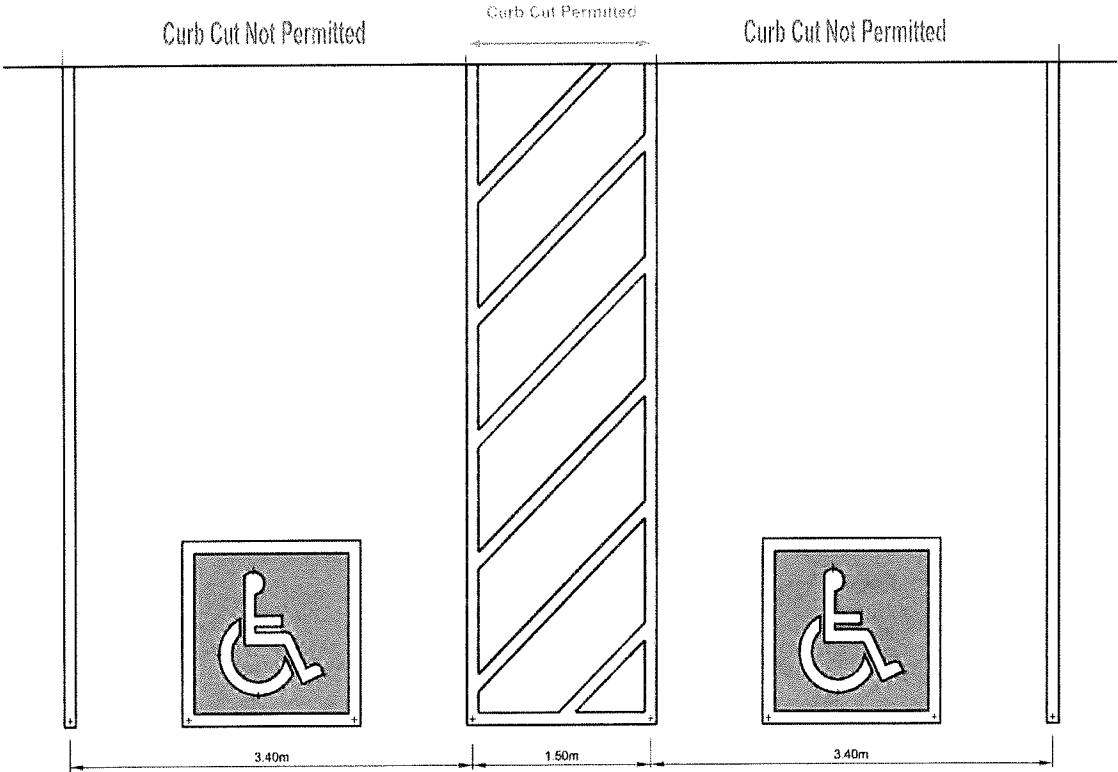 Curb Cut Not Permitted
Curb Cut Permitted
Curb Cut Not Permitted
3.40m
1.50m
3.40m